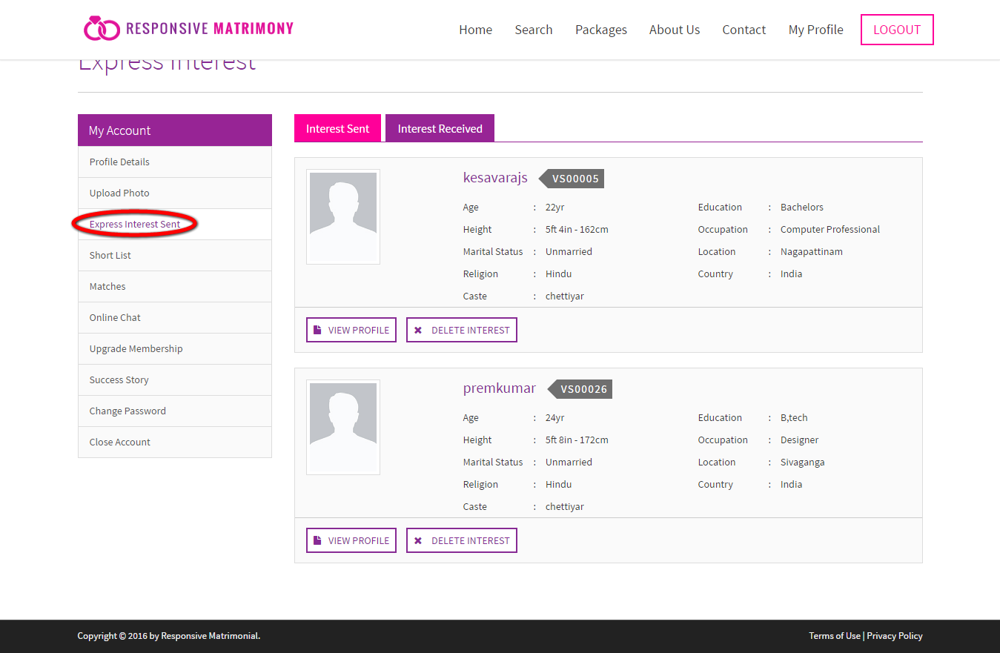 RESPONSIVE MATRIMONY
Home Search Packages About Us Contact My Profile LOGOUT
Express Interest
My Account
Profile Details
Upload Photo
Express Interest Sent
Short List
Matches
Online Chat
Upgrade Membership
Success Story
Change Password
Close Account
Interest Sent Interest Received
kesavarajs VS00005
Age : 22yr Education : Bachelors
Height : 5ft 4in - 162cm Occupation : Computer Professional
Marital Status : Unmarried Location : Nagapattinam
Religion : Hindu Country : India
Caste : chettiyar
VIEW PROFILE DELETE INTEREST
premkumar VS00026
Age : 24yr Education : B,tech
Height : 5ft 8in - 172cm Occupation : Designer
Marital Status : Unmarried Location : Sivaganga
Religion : Hindu Country : India
Caste : chettiyar
VIEW PROFILE DELETE INTEREST
Copyright © 2016 by Responsive Matrimonial. Terms of Use | Privacy Policy